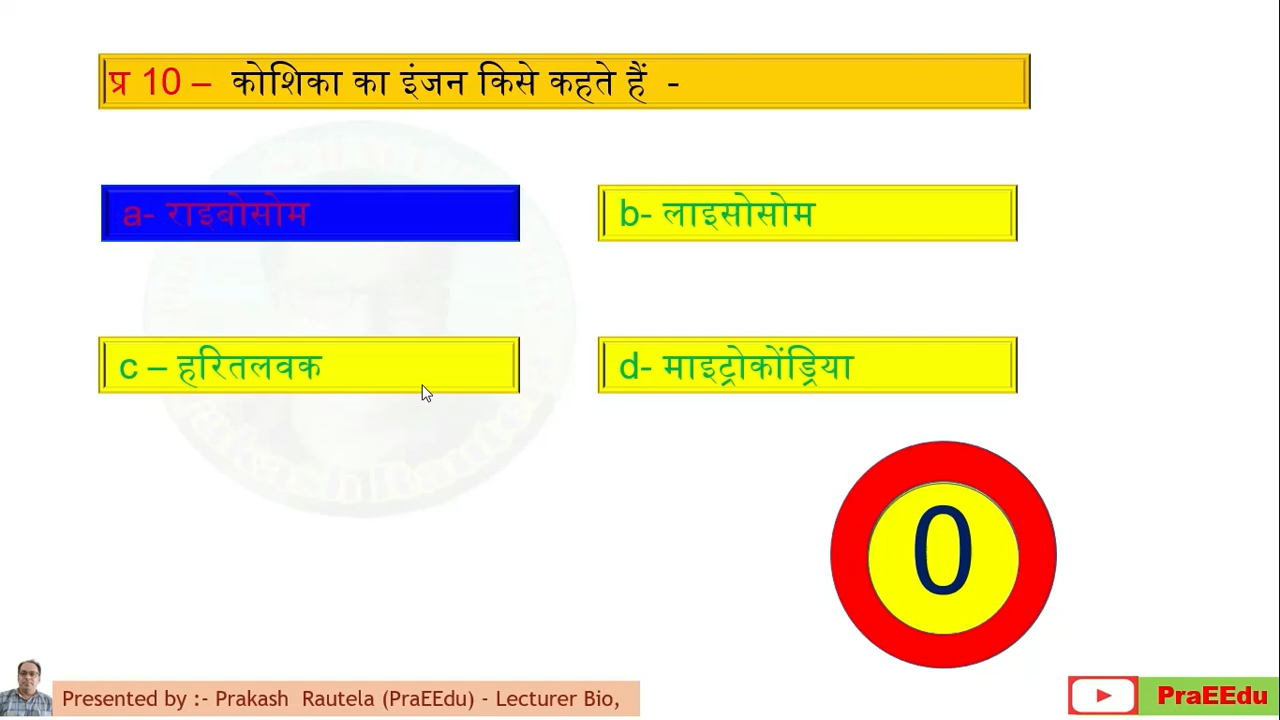 प्र 10 – कोशिका का इंजन किसे कहते हैं -
a- राइबोसोम
b- लाइसोसोम
c – हरितलवक
d- माइट्रोकोंड्रिया
0
Presented by :- Prakash Rautela (PraEEdu) - Lecturer Bio,
PraEEdu